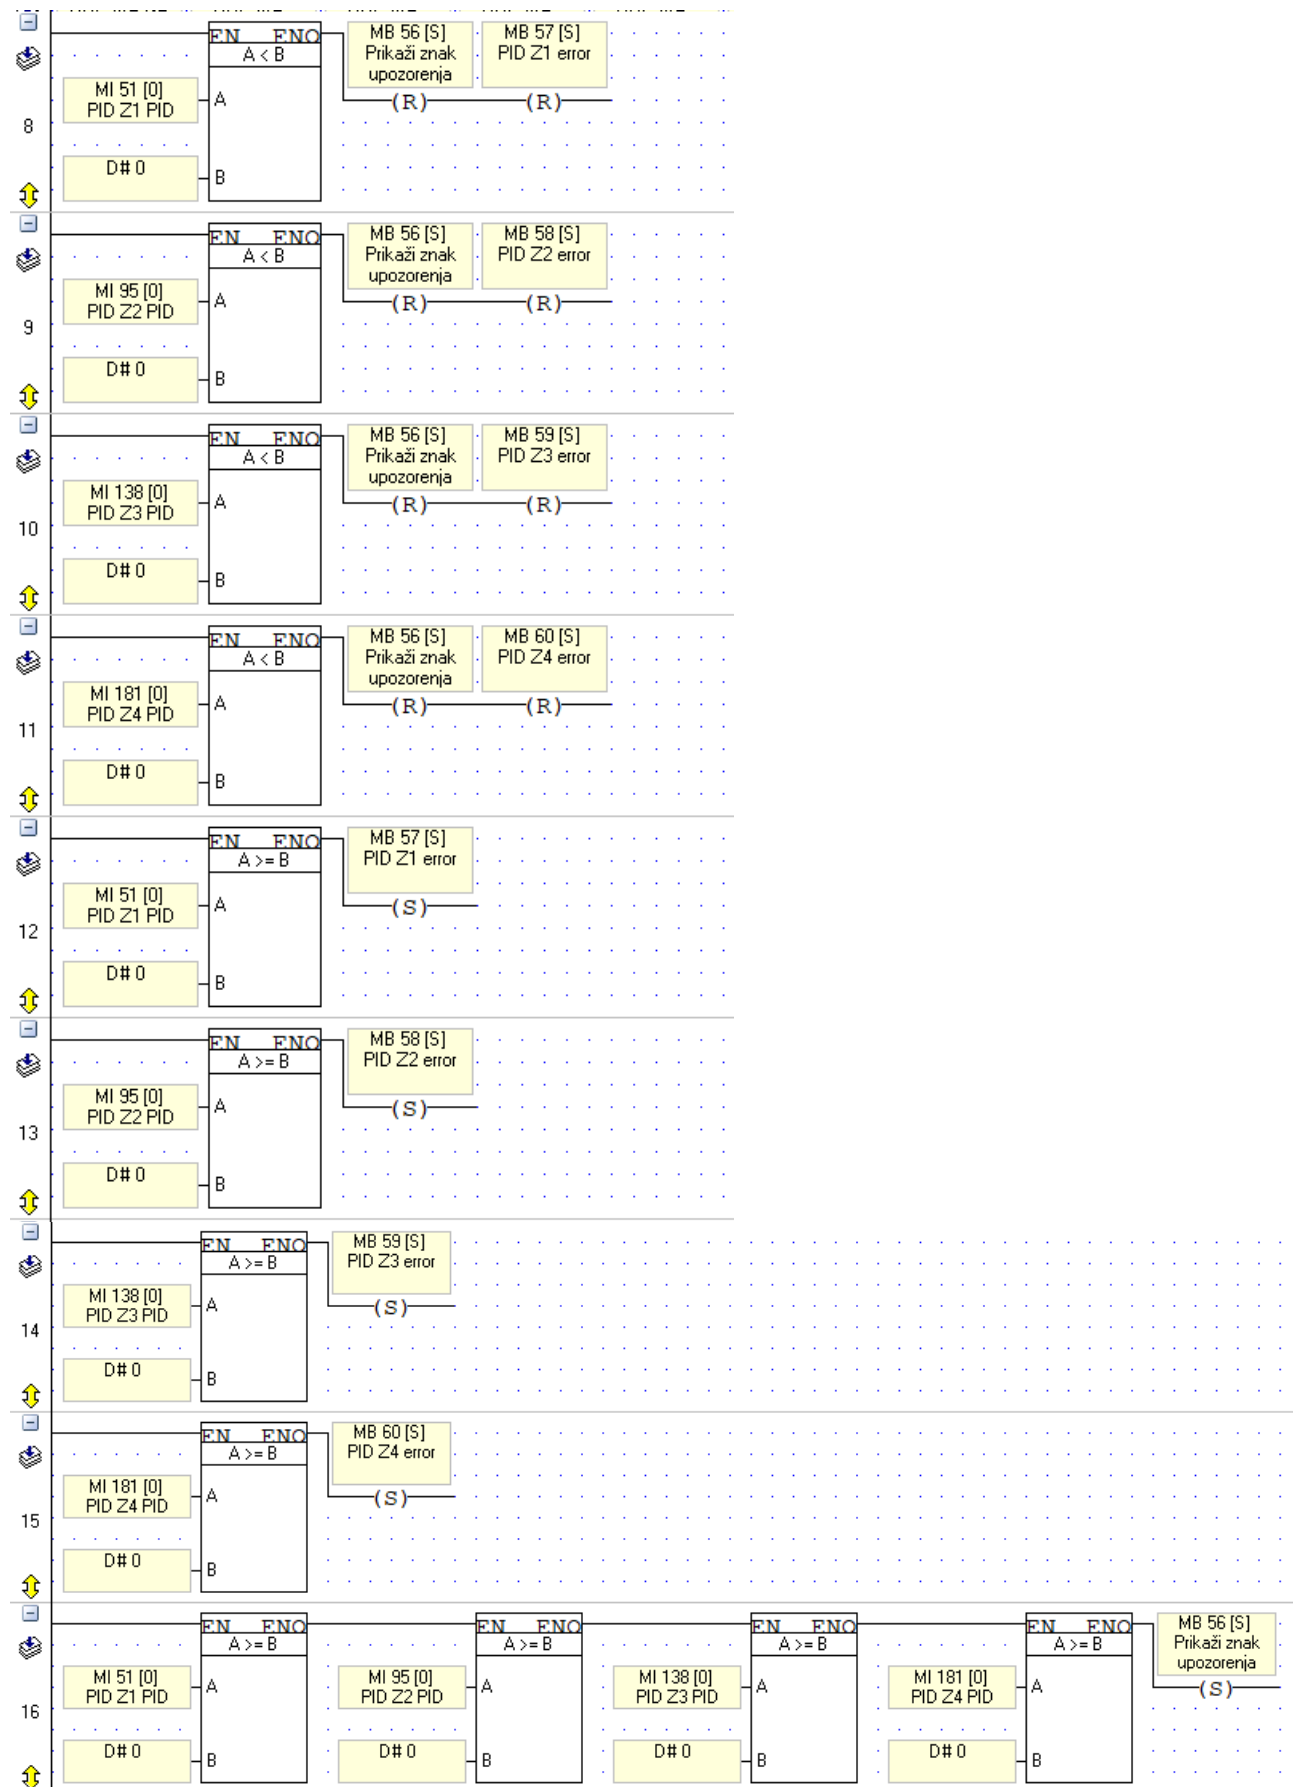 EN ENO
A < B
MB 56 [S]
Prikaži znak
upozorenja
MB 57 [S]
PID Z1 error
MI 51 [0]
PID Z1 PID
A
(R)
(R)
8
D# 0
B
EN ENO
A < B
MB 56 [S]
Prikaži znak
upozorenja
MB 58 [S]
PID Z2 error
MI 95 [0]
PID Z2 PID
A
(R)
(R)
9
D# 0
B
EN ENO
A < B
MB 56 [S]
Prikaži znak
upozorenja
MB 59 [S]
PID Z3 error
MI 138 [0]
PID Z3 PID
A
(R)
(R)
10
D# 0
B
EN ENO
A < B
MB 56 [S]
Prikaži znak
upozorenja
MB 60 [S]
PID Z4 error
MI 181 [0]
PID Z4 PID
A
(R)
(R)
11
D# 0
B
EN ENO
A >= B
MB 57 [S]
PID Z1 error
MI 51 [0]
PID Z1 PID
A
(S)
12
D# 0
B
EN ENO
A >= B
MB 58 [S]
PID Z2 error
MI 95 [0]
PID Z2 PID
A
(S)
13
D# 0
B
EN ENO
A >= B
MB 59 [S]
PID Z3 error
MI 138 [0]
PID Z3 PID
A
(S)
14
D# 0
B
EN ENO
A >= B
MB 60 [S]
PID Z4 error
MI 181 [0]
PID Z4 PID
A
(S)
15
D# 0
B
EN ENO
A >= B
MI 51 [0]
PID Z1 PID
A
16
D# 0
B
EN ENO
A >= B
MI 95 [0]
PID Z2 PID
A
D# 0
B
EN ENO
A >= B
MI 138 [0]
PID Z3 PID
A
D# 0
B
EN ENO
A >= B
MI 181 [0]
PID Z4 PID
A
D# 0
B
MB 56 [S]
Prikaži znak
upozorenja
(S)